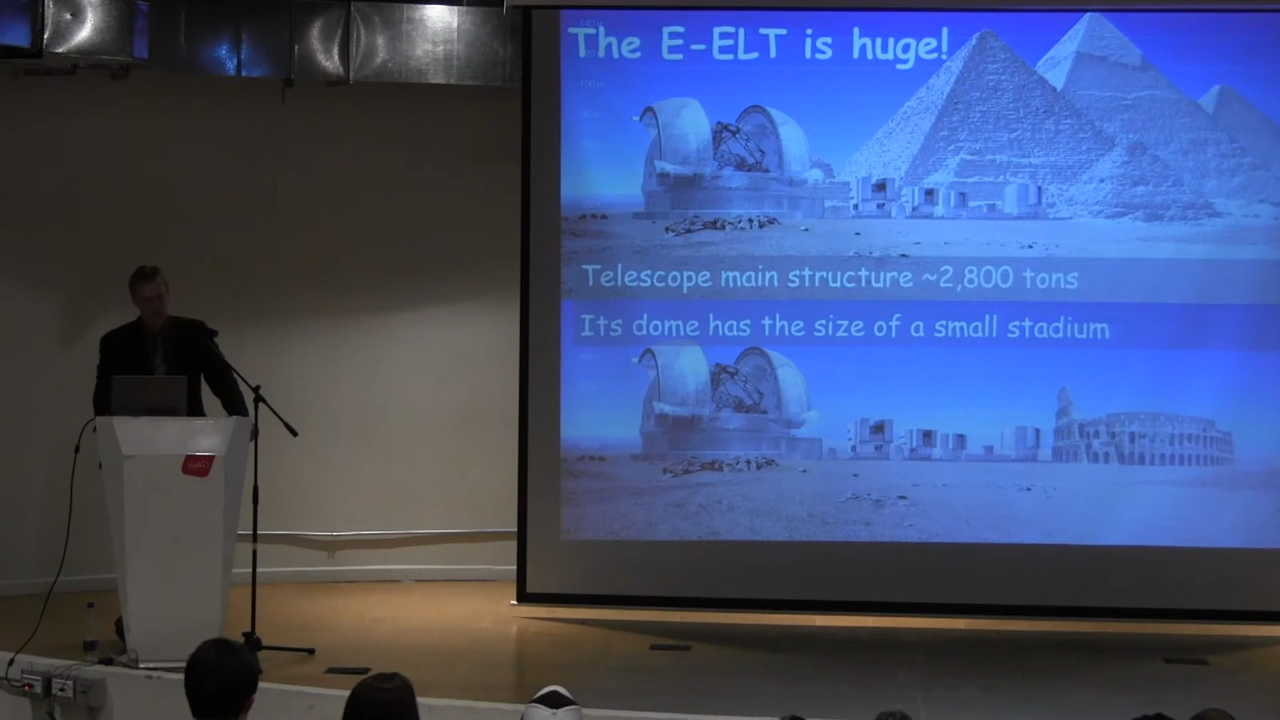 The E-ELT is huge!
Telescope main structure ~2,800 tons
Its dome has the size of a small stadium